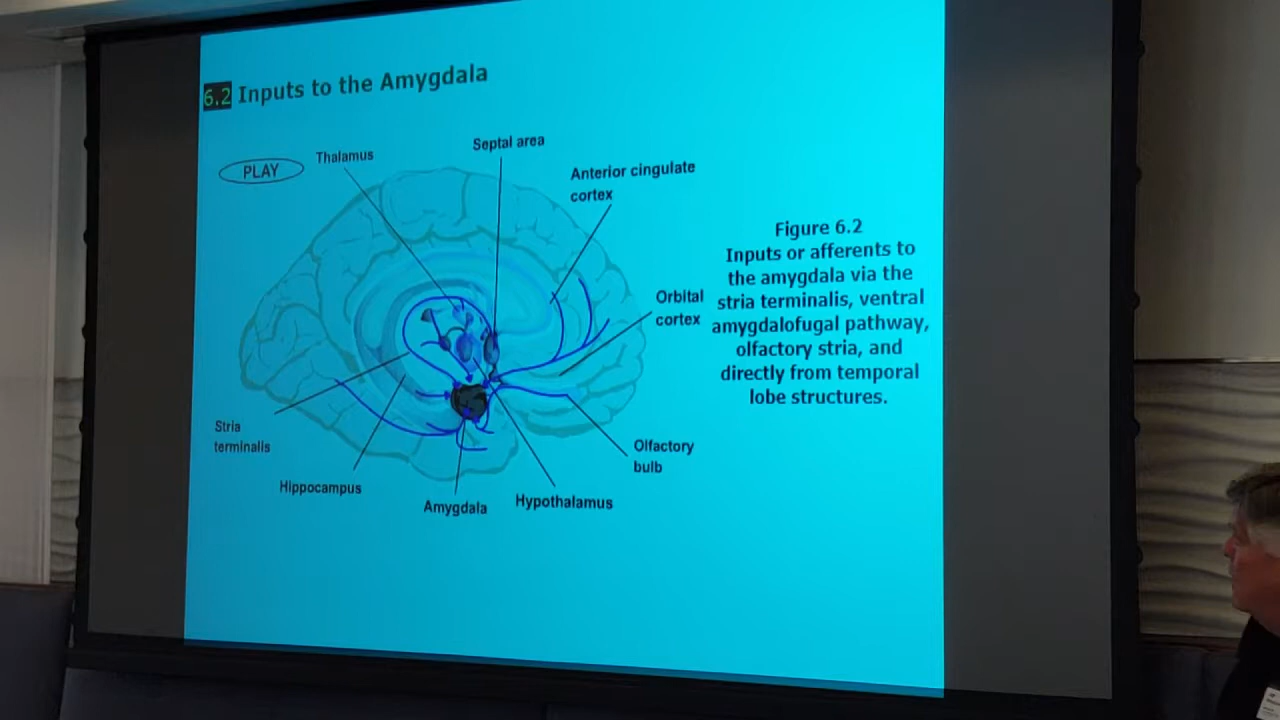 6.2 Inputs to the Amygdala
PLAY
Thalamus
Septal area
Anterior cingulate
cortex
Orbital
cortex
Olfactory
bulb
Hypothalamus
Amygdala
Hippocampus
Stria
terminalis
Figure 6.2
Inputs or afferents to
the amygdala via the
stria terminalis, ventral
amygdalofugal pathway,
olfactory stria, and
directly from temporal
lobe structures.